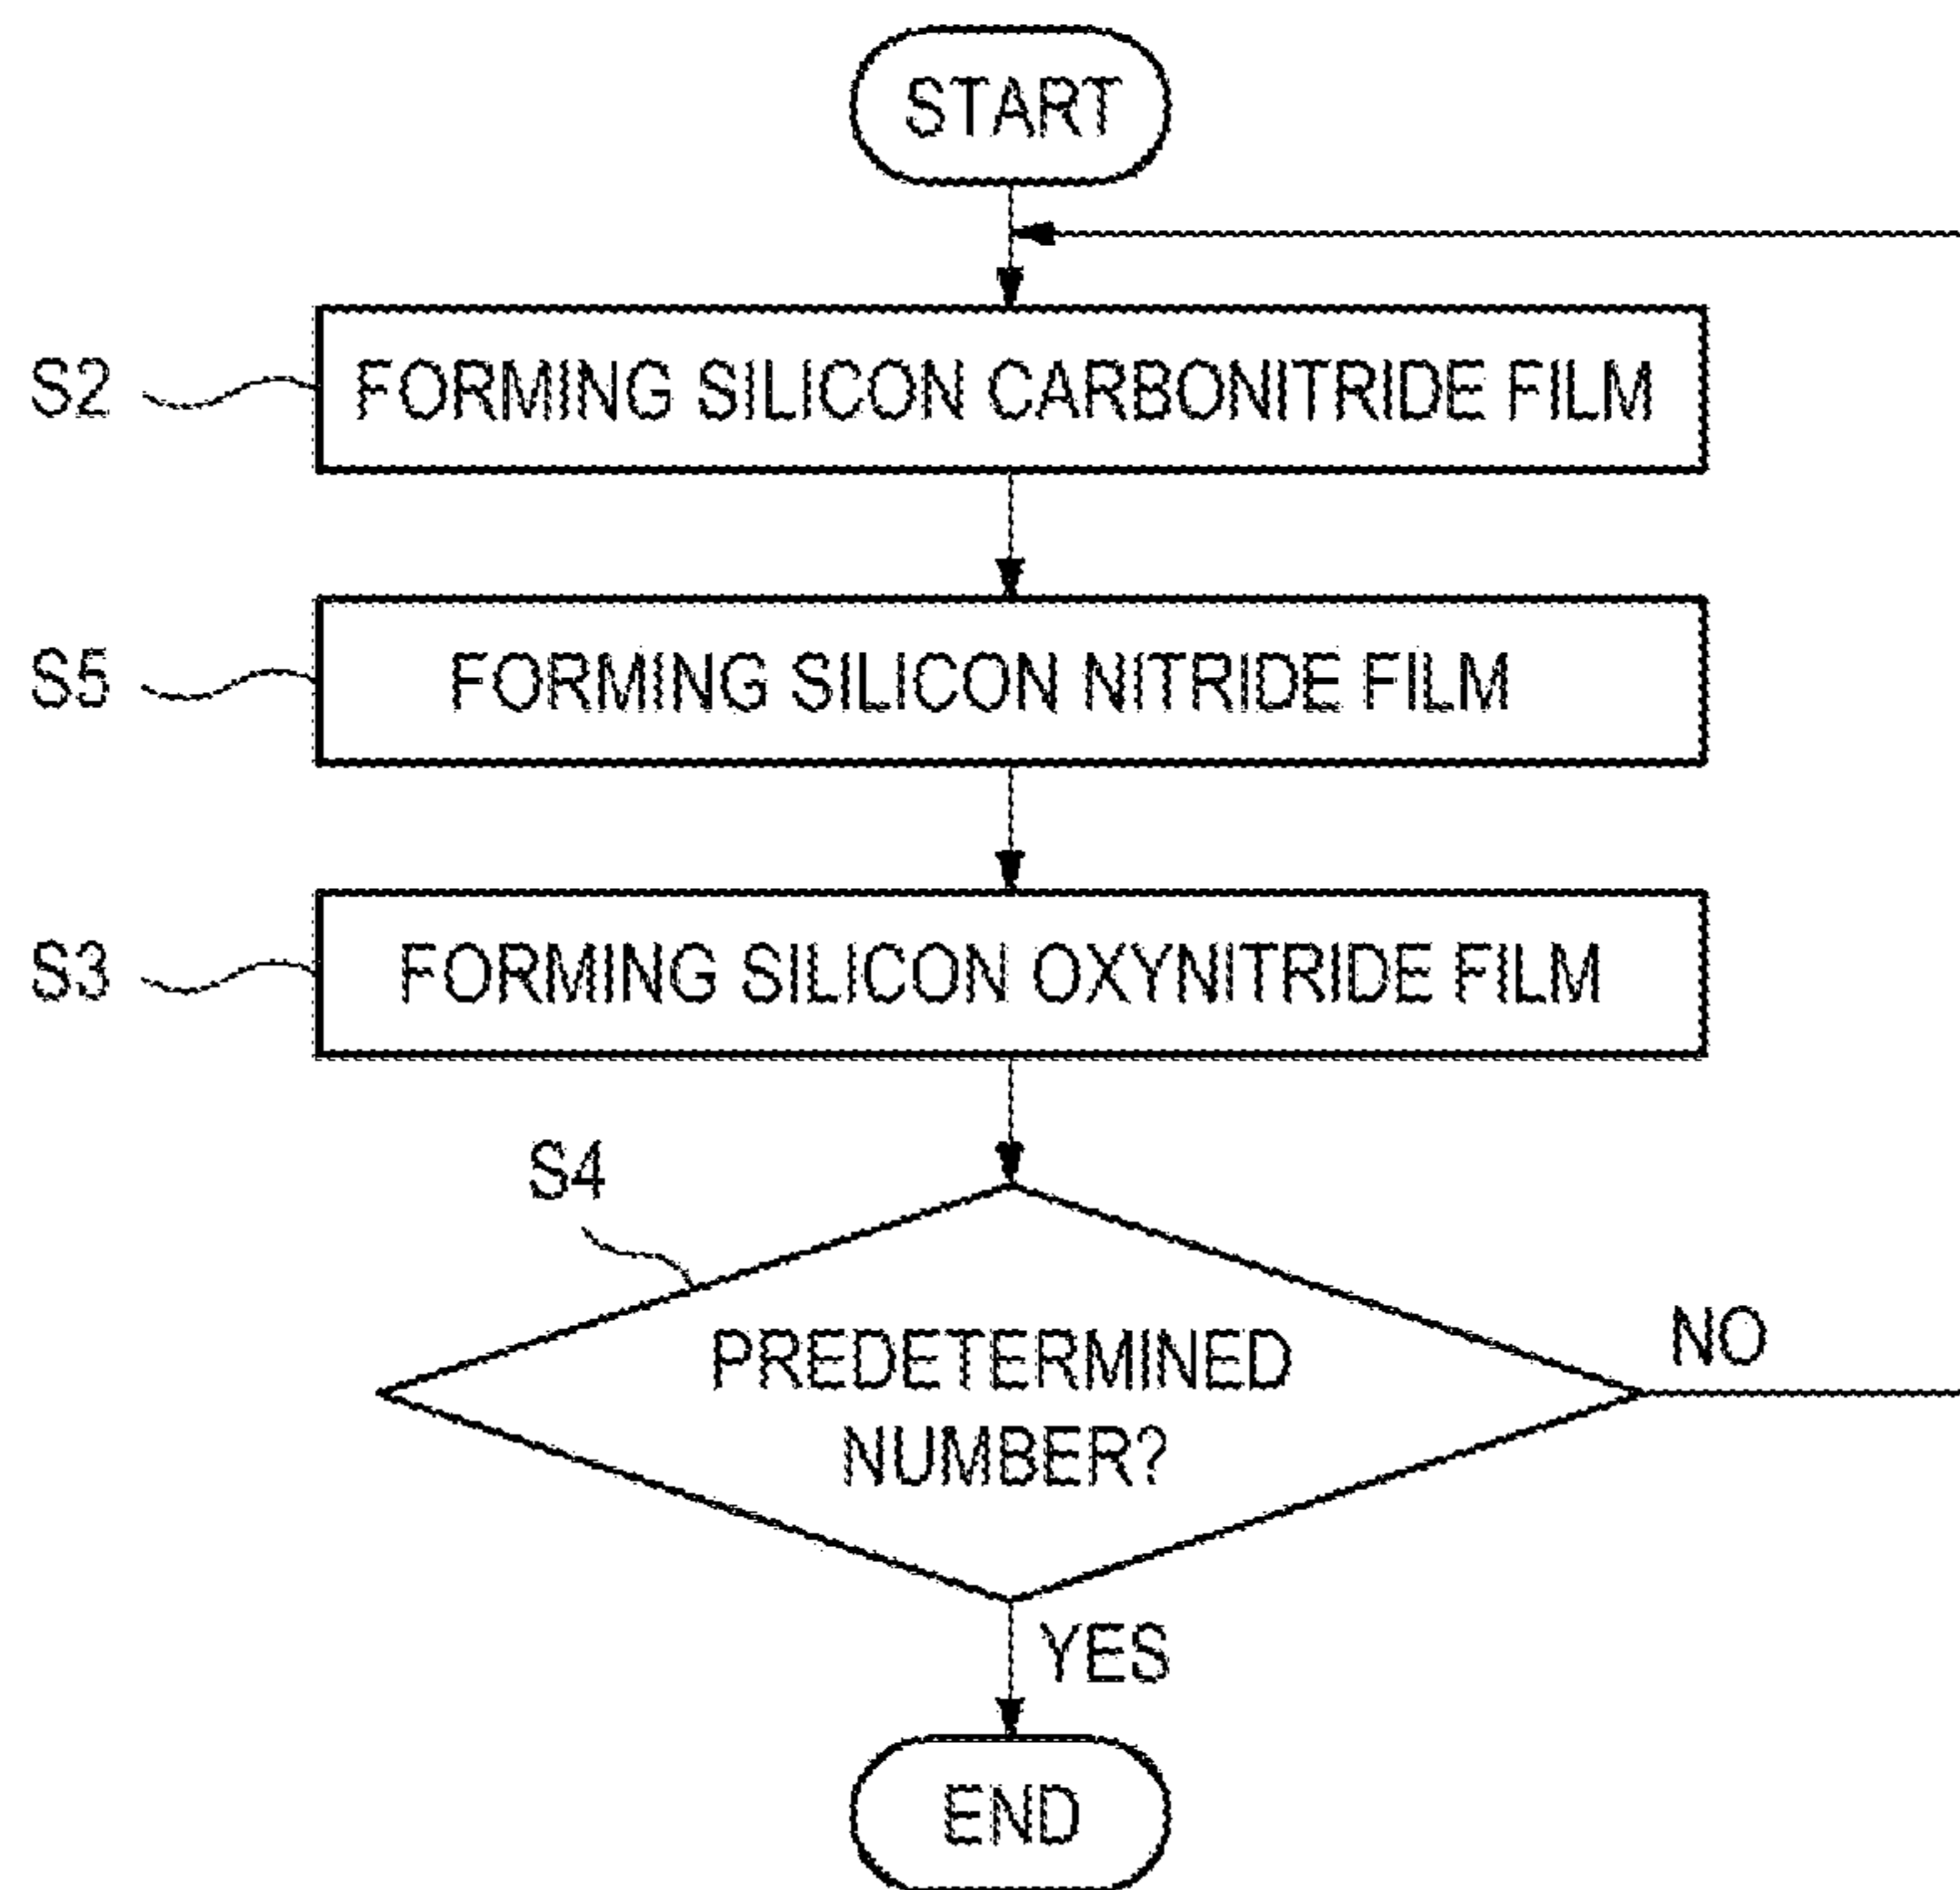 START
S2
FORMING SILICON CARBONITRIDE FILM
S5
FORMING SILICON NITRIDE FILM
S3
FORMING SILICON OXYNITRIDE FILM
S4
PREDETERMINED
NUMBER?
NO
YES
END